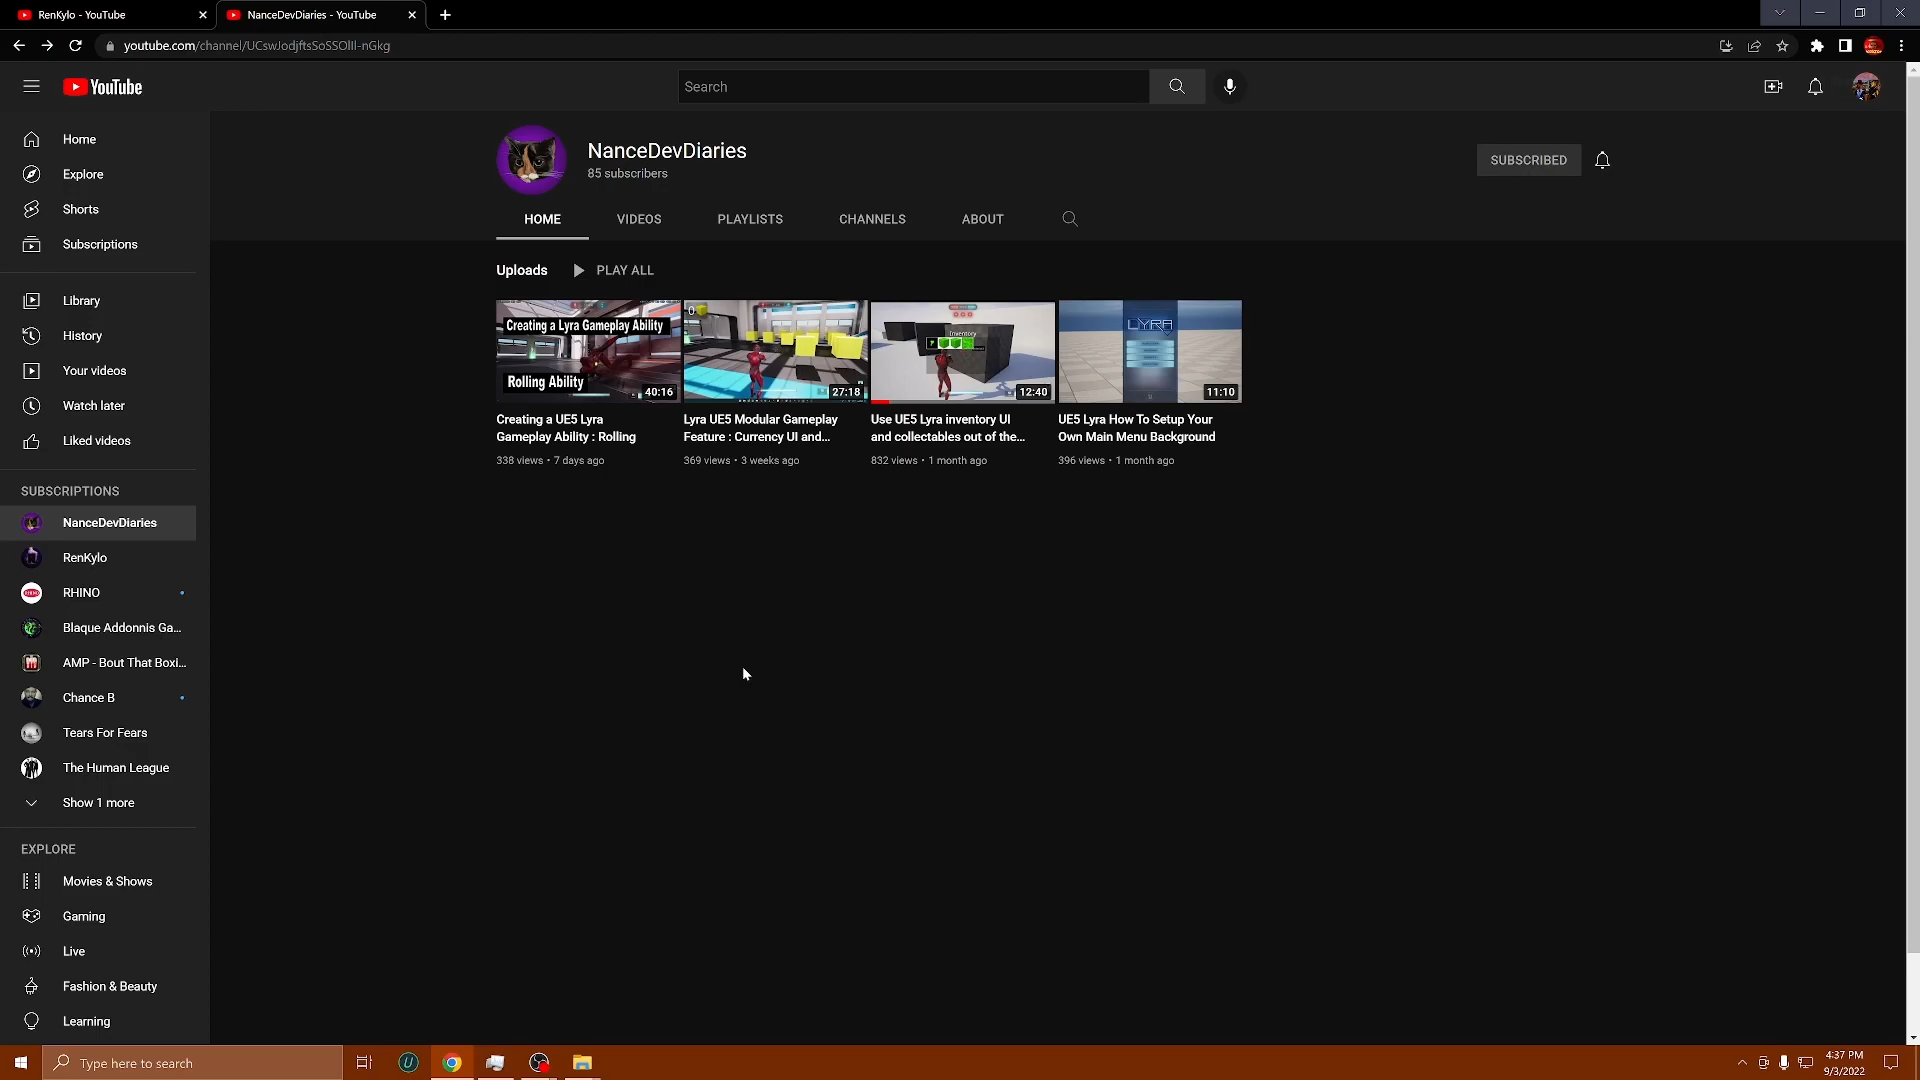 RenKylo - YouTube
NanceDevDiaries - YouTube
youtube.com/channel/UCswJodjftsSoSSOlIl-nGkg
YouTube
Search
Home
Explore
Shorts
Subscriptions
Library
History
Your videos
Watch later
Liked videos
SUBSCRIPTIONS
NanceDevDiaries
RenKylo
RHINO
Blaque Addonnis Ga...
AMP - Bout That Boxi...
Chance B
Tears For Fears
The Human League
Show 1 more
EXPLORE
Movies & Shows
Gaming
Live
Fashion & Beauty
Learning
NanceDevDiaries
85 subscribers
SUBSCRIBED
HOME
VIDEOS
PLAYLISTS
CHANNELS
ABOUT
Uploads
PLAY ALL
Creating a Lyra Gameplay Ability
Rolling Ability
40:16
Creating a UE5 Lyra
Gameplay Ability : Rolling
338 views • 7 days ago
0
27:18
Lyra UE5 Modular Gameplay
Feature : Currency UI and...
369 views • 3 weeks ago
Inventory
12:40
Use UE5 Lyra inventory UI
and collectables out of the...
832 views • 1 month ago
LYRA
11:10
UE5 Lyra How To Setup Your
Own Main Menu Background
396 views • 1 month ago
Type here to search
4:37 PM
9/3/2022